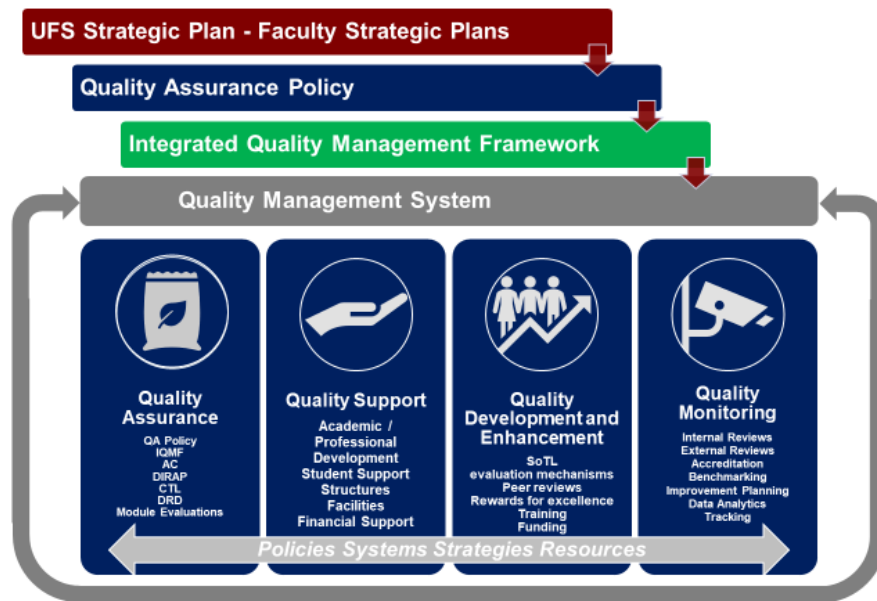 UFS Strategic Plan - Faculty Strategic Plans
Quality Assurance Policy
Integrated Quality Management Framework
Quality Management System
Quality
Assurance
QA Policy
IQMF
AC
DIRAP
CTL
DRD
Module Evaluations
Quality Support
Academic /
Professional
Development
Student Support
Structures
Facilities
Financial Support
Quality
Development and
Enhancement
SoTL
evaluation mechanisms
Peer reviews
Rewards for excellence
Training
Funding
Quality
Monitoring
Internal Reviews
External Reviews
Accreditation
Benchmarking
Improvement Planning
Data Analytics
Tracking
Policies Systems Strategies Resources